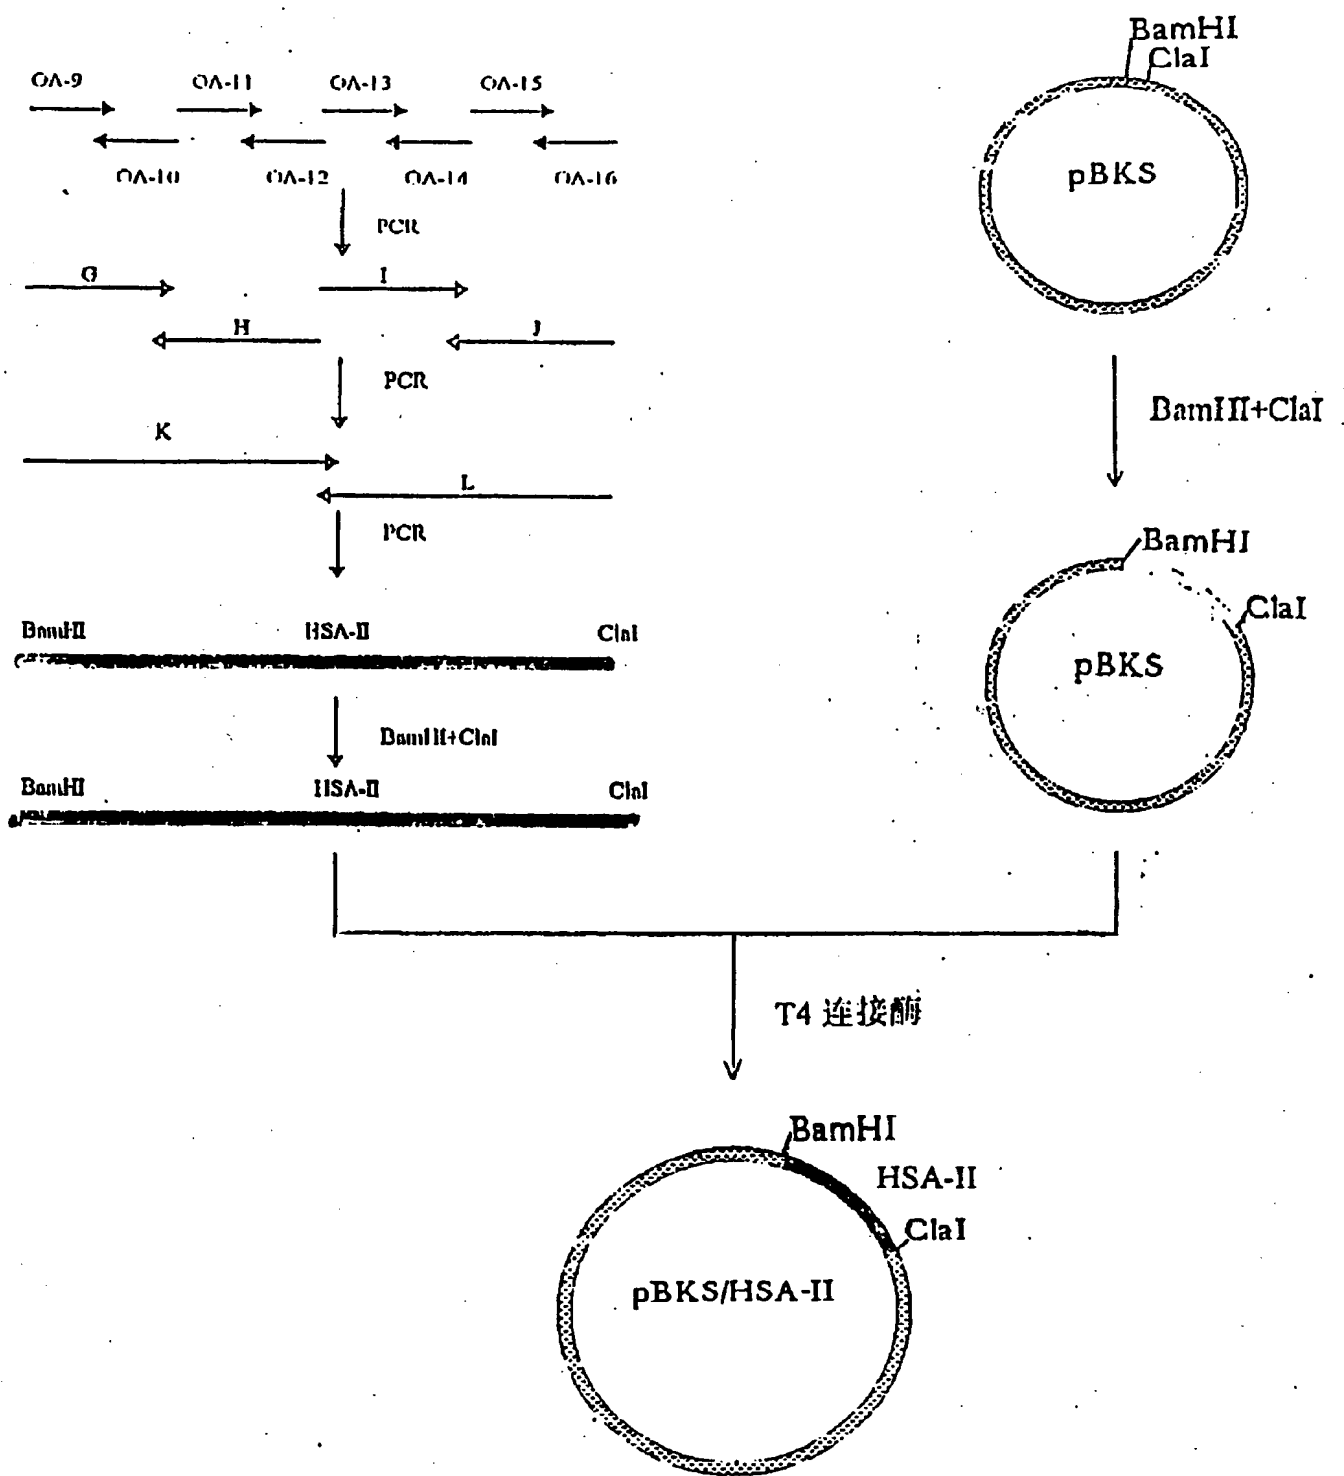 OA-9 OA-11 OA-13 OA-15
OA-10 OA-12 OA-14 OA-16
PCR
G I
H J
PCR
K
L
PCR
BamHI HSA-II ClaI
BamHI+ClaI
BamHI HSA-II ClaI
BamHI
ClaI
pBKS
BamHI+ClaI
BamHI
ClaI
pBKS
T4 连接酶
BamHI
HSA-II
ClaI
pBKS/HSA-II